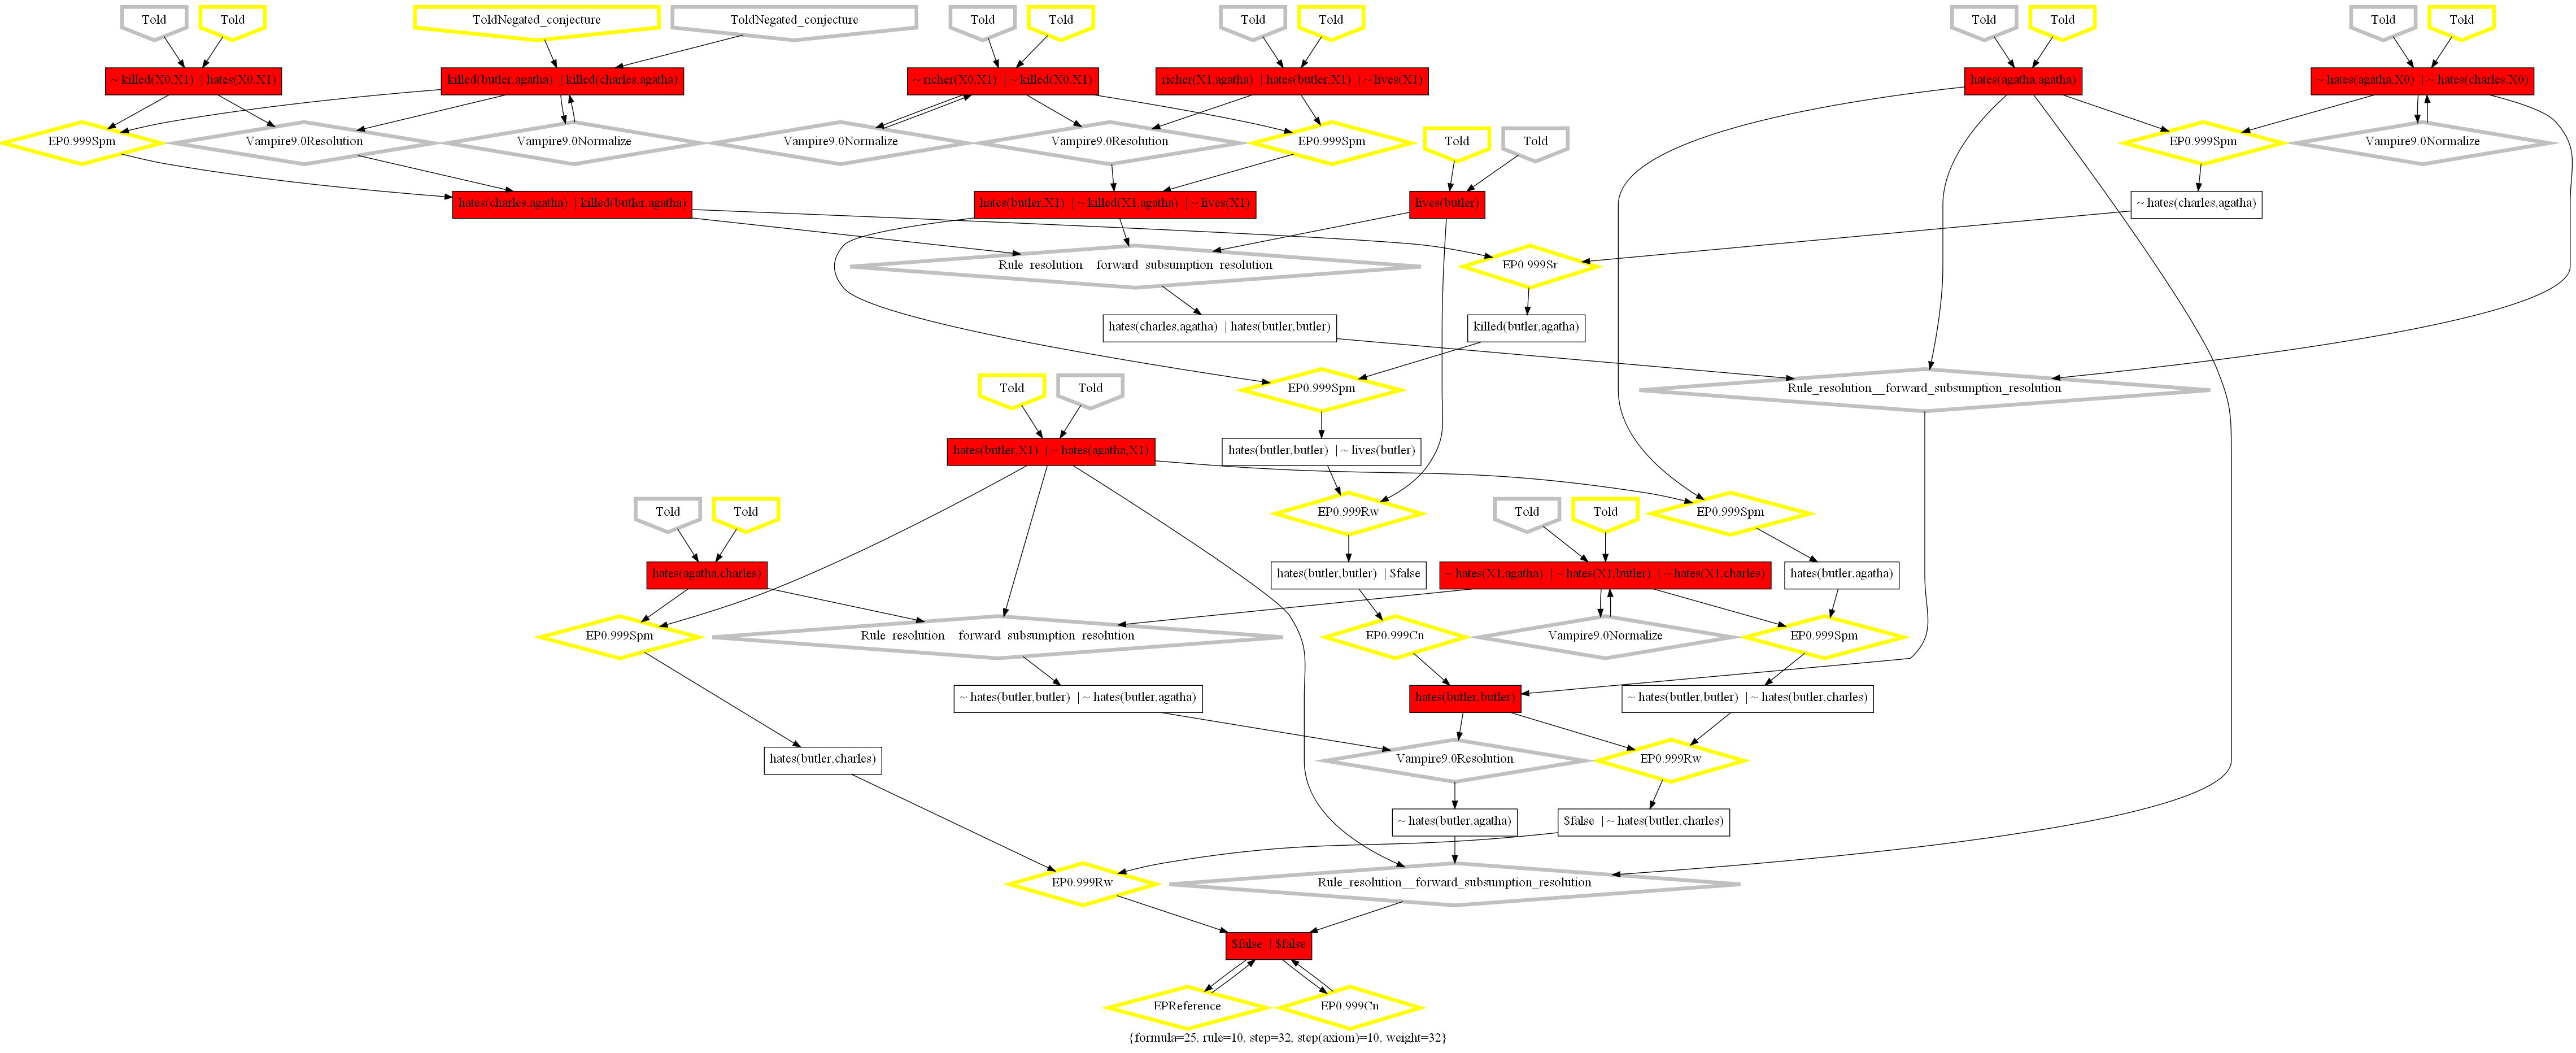 Told
Told
ToldNegated_conjecture
ToldNegated_conjecture
Told
Told
Told
Told
Told
Told
Told
Told
~ killed(X0,X1) | hates(X0,X1)
killed(butler,agatha) | killed(charles,agatha)
~ richer(X0,X1) | ~ killed(X0,X1)
richer(X1,agatha) | hates(butler,X1) | ~ lives(X1)
hates(agatha,agatha)
~ hates(agatha,X0) | ~ hates(charles,X0)
EP0.999Spm
Vampire9.0Resolution
Vampire9.0Normalize
Vampire9.0Normalize
Vampire9.0Resolution
EP0.999Spm
Told
Told
EP0.999Spm
Vampire9.0Normalize
hates(charles,agatha) | killed(butler,agatha)
hates(butler,X1) | ~ killed(X1,agatha) | ~ lives(X1)
lives(butler)
~ hates(charles,agatha)
Rule_resolution__forward_subsumption_resolution
EP0.999Sr
hates(charles,agatha) | hates(butler,butler)
killed(butler,agatha)
Told
Told
EP0.999Spm
Rule_resolution__forward_subsumption_resolution
hates(butler,X1) | ~ hates(agatha,X1)
hates(butler,butler) | ~ lives(butler)
Told
Told
EP0.999Rw
Told
Told
EP0.999Spm
hates(agatha,charles)
hates(butler,butler) | $false
~ hates(X1,agatha) | ~ hates(X1,butler) | ~ hates(X1,charles)
hates(butler,agatha)
EP0.999Spm
Rule_resolution__forward_subsumption_resolution
EP0.999Cn
Vampire9.0Normalize
EP0.999Spm
~ hates(butler,butler) | ~ hates(butler,agatha)
hates(butler,butler)
~ hates(butler,butler) | ~ hates(butler,charles)
hates(butler,charles)
Vampire9.0Resolution
EP0.999Rw
~ hates(butler,agatha)
$false | ~ hates(butler,charles)
EP0.999Rw
Rule_resolution__forward_subsumption_resolution
$false | $false
EPReference
EP0.999Cn
{formula=25, rule=10, step=32, step(axiom)=10, weight=32}